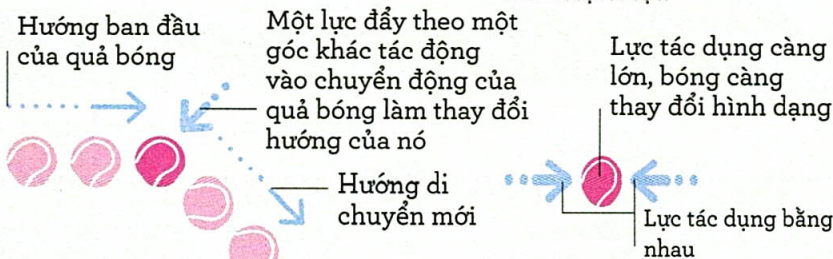 Hướng ban đầu
của quả bóng
Một lực đẩy theo một
góc khác tác động
vào chuyển động của
quả bóng làm thay đổi
hướng của nó
Hướng di
chuyển mới
Lực tác dụng càng
lớn, bóng càng
thay đổi hình dạng
Lực tác dụng bằng
nhau